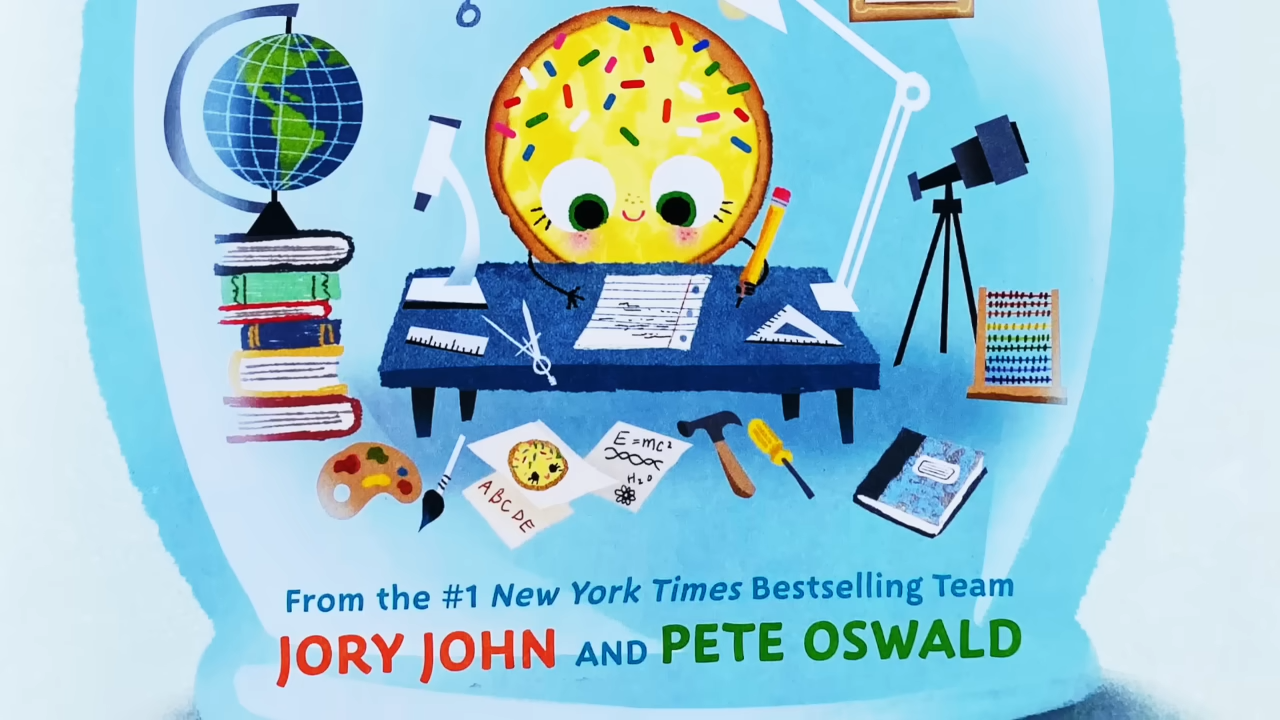 E=mc²
H₂O
ABCDE
From the #1 New York Times Bestselling Team
JORY JOHN AND PETE OSWALD